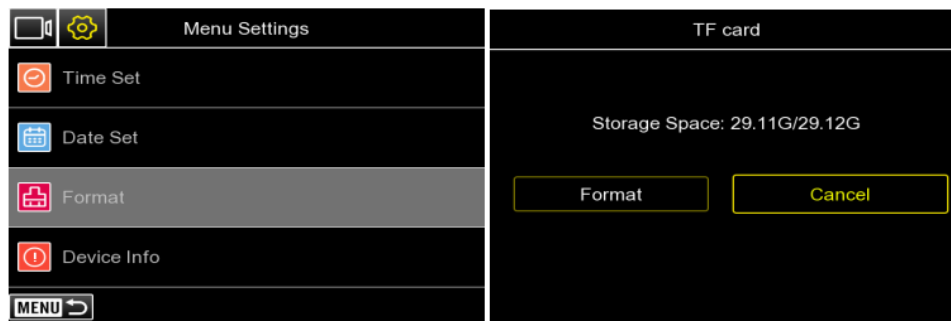 Menu Settings
Time Set
Date Set
Format
Device Info
MENU
TF card
Storage Space: 29.11G/29.12G
Format
Cancel